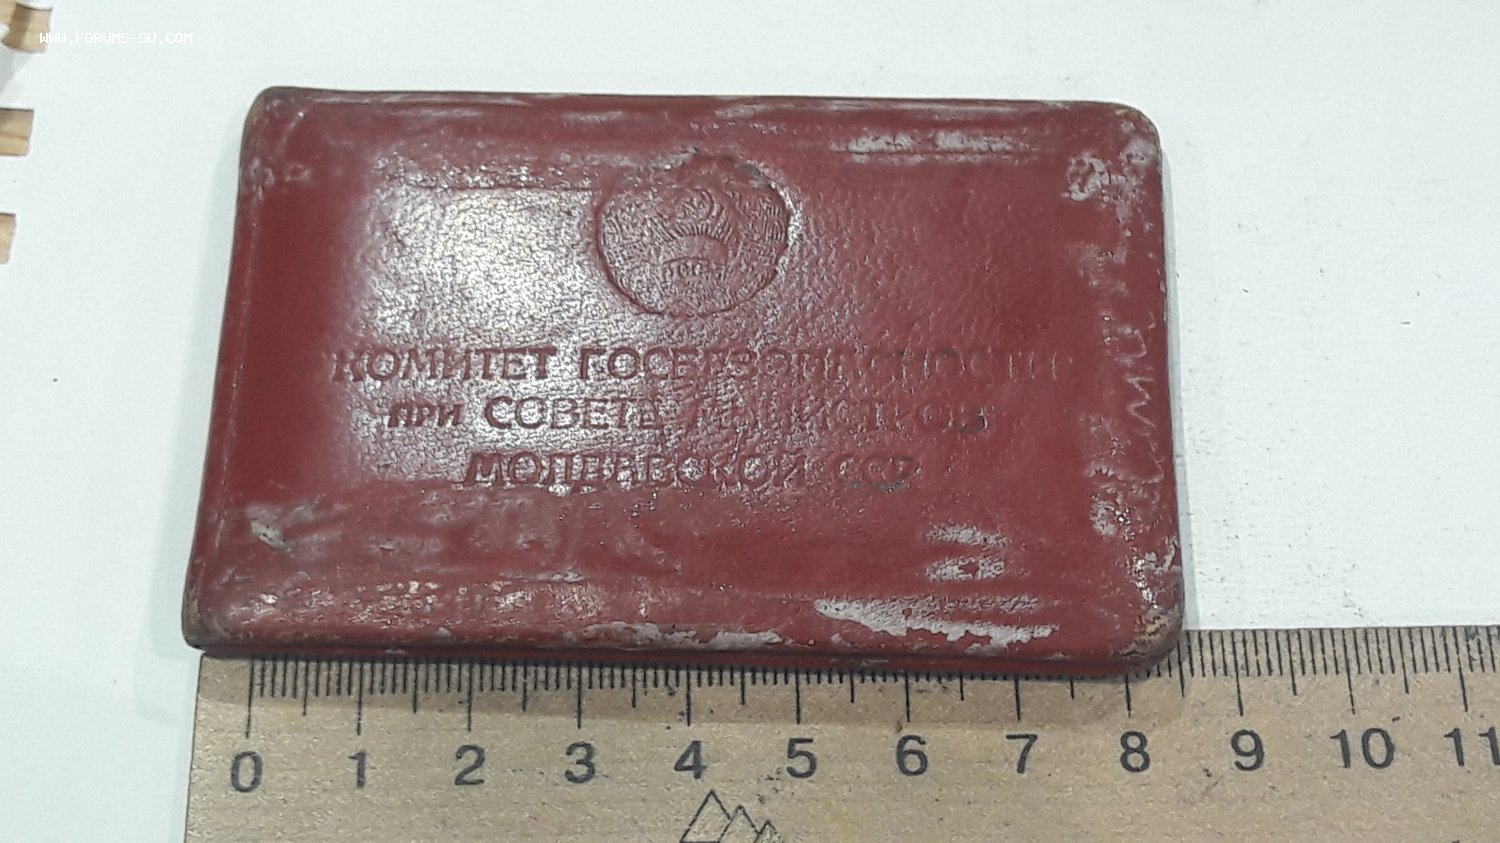 WWW.FORUMS-SU.COM
КОМИТЕТ ГОСБЕЗОПАСНОСТИ
ПРИ СОВЕТЕ МИНИСТРОВ
МОЛДАВСКОЙ ССР
0 1 2 3 4 5 6 7 8 9 10 11